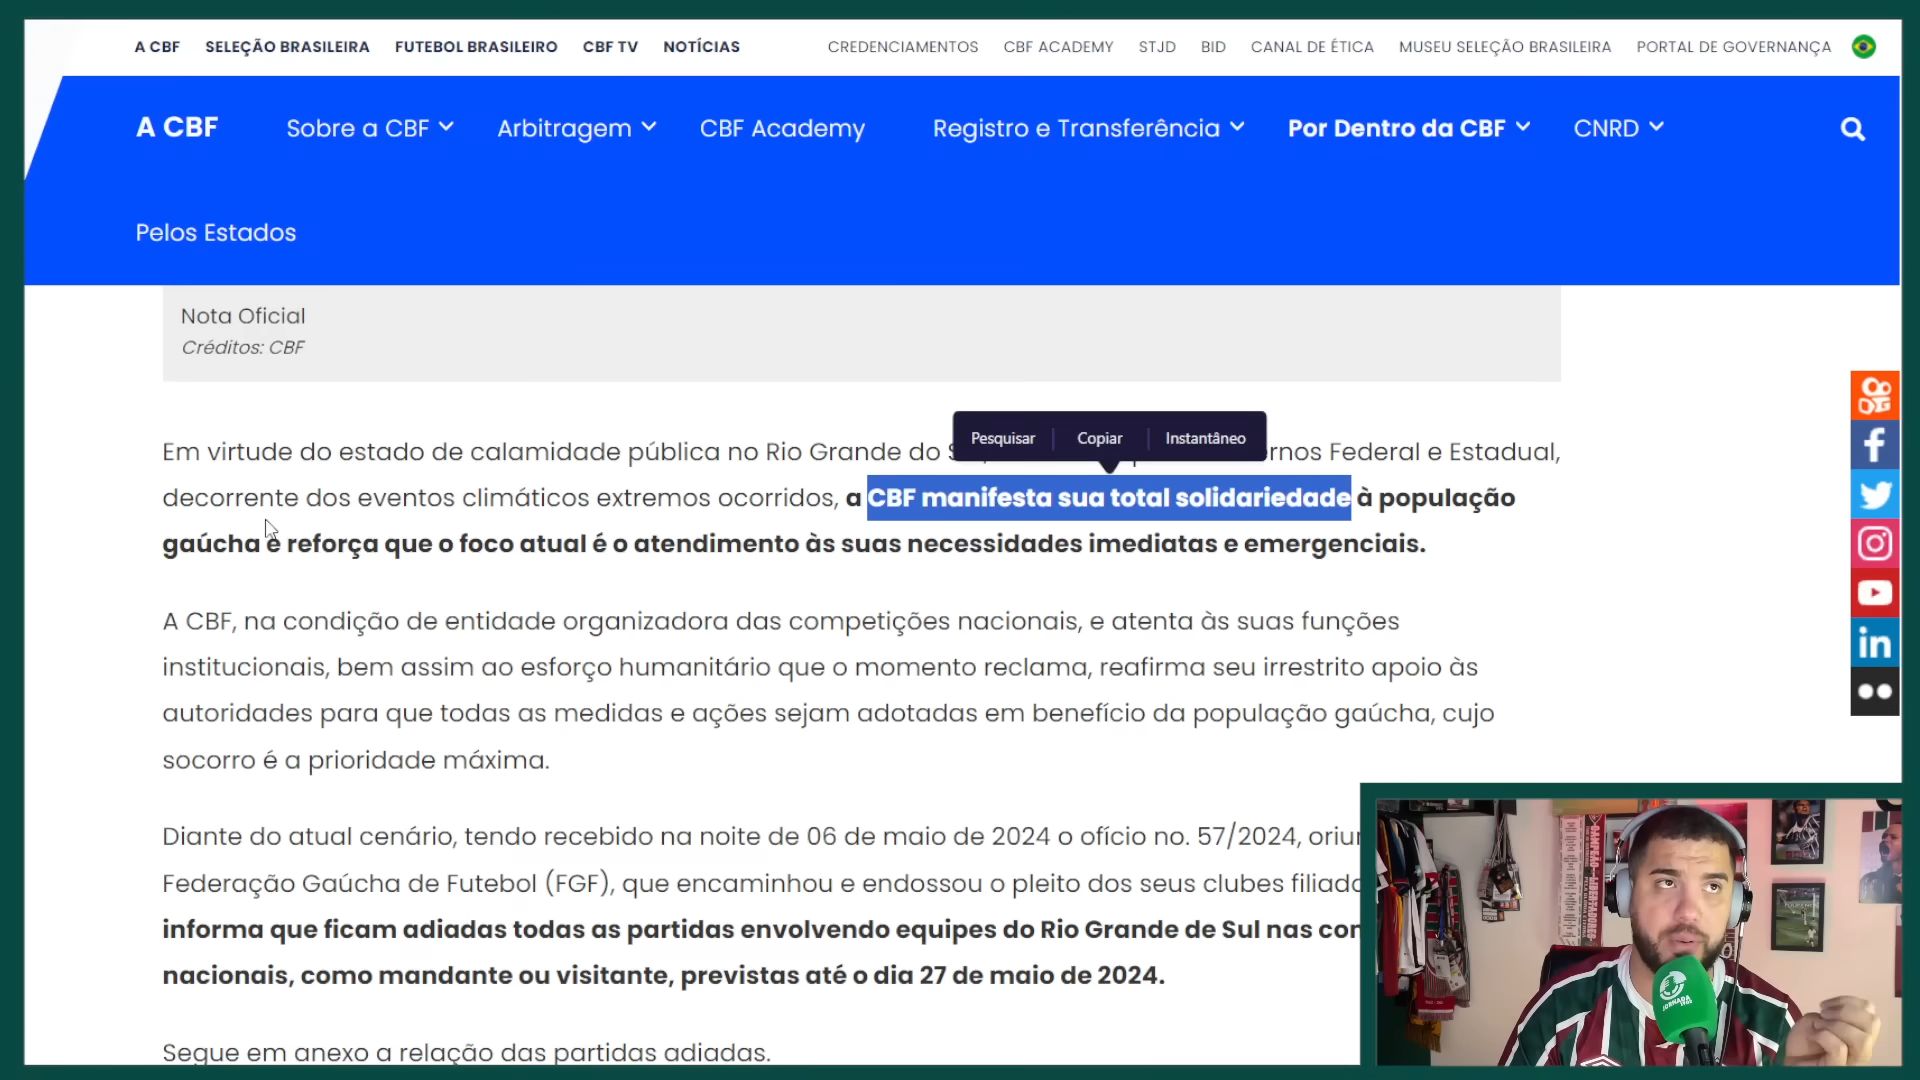 A CBF SELEÇÃO BRASILEIRA FUTEBOL BRASILEIRO CBF TV NOTÍCIAS CREDENCIAMENTOS CBF ACADEMY STJD BID CANAL DE ÉTICA MUSEU SELEÇÃO BRASILEIRA PORTAL DE GOVERNANÇA
A CBF Sobre a CBF Arbitragem CBF Academy Registro e Transferência Por Dentro da CBF CNRD
Pelos Estados
Nota Oficial
Créditos: CBF
Pesquisar Copiar Instantâneo
Em virtude do estado de calamidade pública no Rio Grande do Federal e Estadual,
decorrente dos eventos climáticos extremos ocorridos, a CBF manifesta sua total solidariedade à população
gaúcha e reforça que o foco atual é o atendimento às suas necessidades imediatas e emergenciais.
A CBF, na condição de entidade organizadora das competições nacionais, e atenta às suas funções
institucionais, bem assim ao esforço humanitário que o momento reclama, reafirma seu irrestrito apoio às
autoridades para que todas as medidas e ações sejam adotadas em benefício da população gaúcha, cujo
socorro é a prioridade máxima.
Diante do atual cenário, tendo recebido na noite de 06 de maio de 2024 o ofício no. 57/2024,
Federação Gaúcha de Futebol (FGF), que encaminhou e endossou o pleito dos seus clubes
informa que ficam adiadas todas as partidas envolvendo equipes do Rio Grande de Sul nas
nacionais, como mandante ou visitante, previstas até o dia 27 de maio de 2024.
Segue em anexo a relação das partidas adiadas.
JORNADA